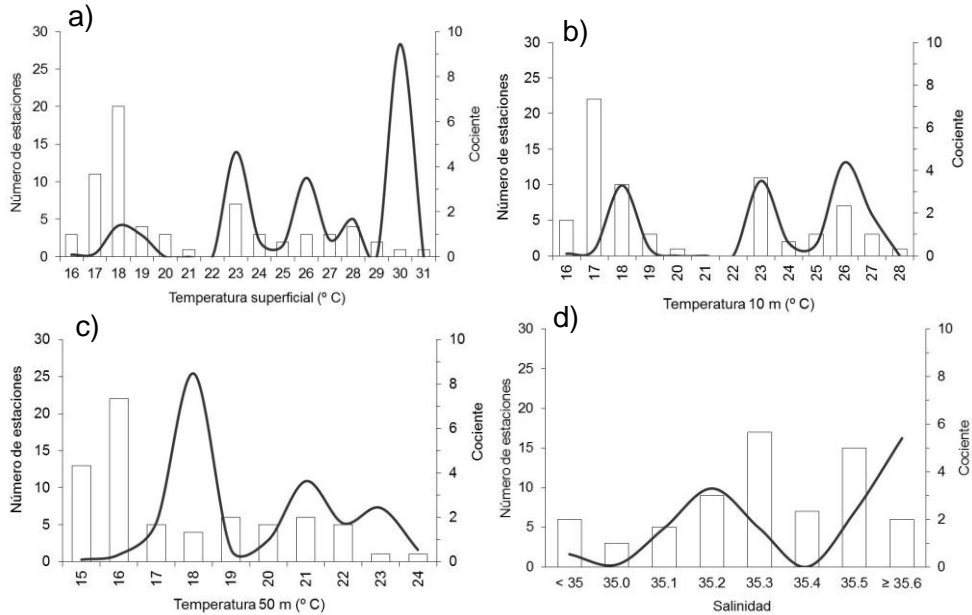 a)
30
25
20
15
10
5
0
Número de estaciones
10
8
6
4
2
0
Cociente
16 17 18 19 20 21 22 23 24 25 26 27 28 29 30 31
Temperatura superficial (º C)
b)
30
25
20
15
10
5
0
Número de estaciones
10
8
6
4
2
0
Cociente
16 17 18 19 20 21 22 23 24 25 26 27 28
Temperatura 10 m (º C)
c)
30
25
20
15
10
5
0
Número de estaciones
10
8
6
4
2
0
Cociente
15 16 17 18 19 20 21 22 23 24
Temperatura 50 m (º C)
d)
30
25
20
15
10
5
0
Número de estaciones
10
8
6
4
2
0
Cociente
< 35 35.0 35.1 35.2 35.3 35.4 35.5 ≥ 35.6
Salinidad